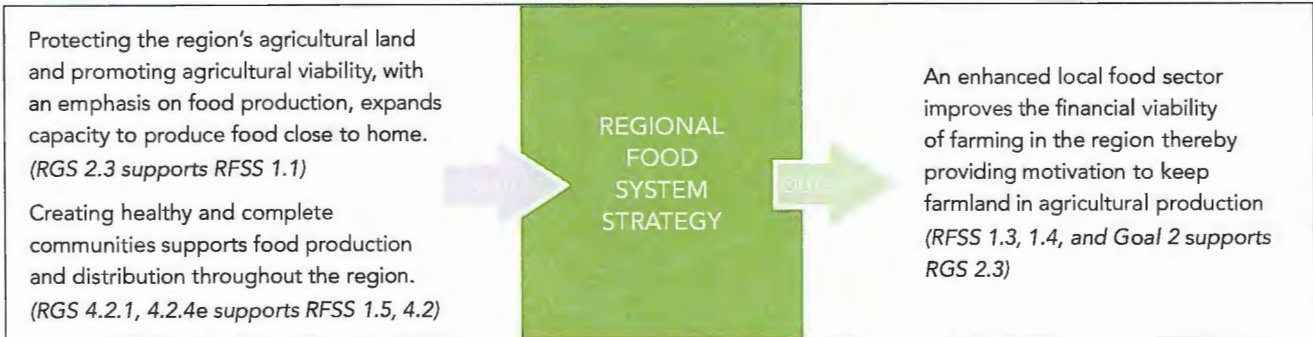 Protecting the region's agricultural land
and promoting agricultural viability, with
an emphasis on food production, expands
capacity to produce food close to home.
(RGS 2.3 supports RFSS 1.1)
Creating healthy and complete
communities supports food production
and distribution throughout the region.
(RGS 4.2.1, 4.2.4e supports RFSS 1.5, 4.2)
REGIONAL
FOOD
SYSTEM
STRATEGY
An enhanced local food sector
improves the financial viability
of farming in the region thereby
providing motivation to keep
farmland in agricultural production
(RFSS 1.3, 1.4, and Goal 2 supports
RGS 2.3)